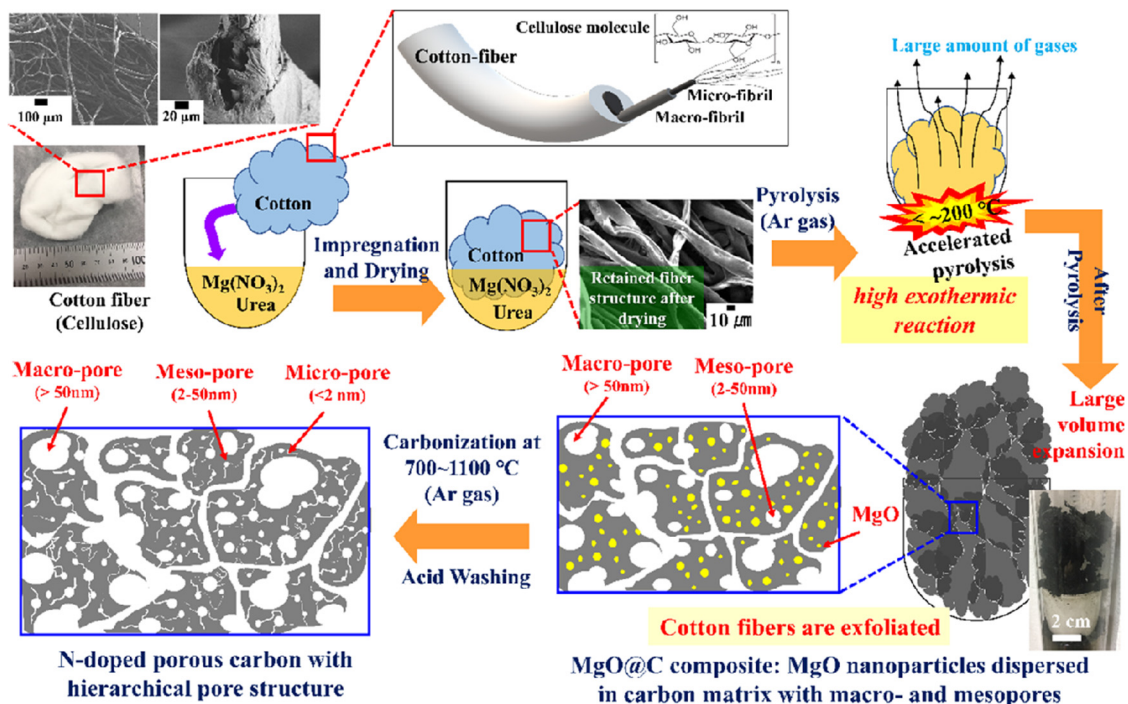 100 μm
20 μm
Cotton fiber
(Cellulose)
Cotton
Mg(NO₃)₂
Urea
Cotton-fiber
Cellulose molecule
Micro-fibril
Macro-fibril
Impregnation
and Drying
Cotton
Mg(NO₃)₂
Urea
Retained fiber
structure after
drying
10 μm
Pyrolysis
(Ar gas)
Large amount of gases
< ~200 °C
Accelerated
pyrolysis
high exothermic
reaction
After
Pyrolysis
Large
volume
expansion
2 cm
Macro-pore
(> 50nm)
Meso-pore
(2-50nm)
MgO
Cotton fibers are exfoliated
MgO@C composite: MgO nanoparticles dispersed
in carbon matrix with macro- and mesopores
Carbonization at
700~1100 °C
(Ar gas)
Acid Washing
Macro-pore
(> 50nm)
Meso-pore
(2-50nm)
Micro-pore
(<2 nm)
N-doped porous carbon with
hierarchical pore structure